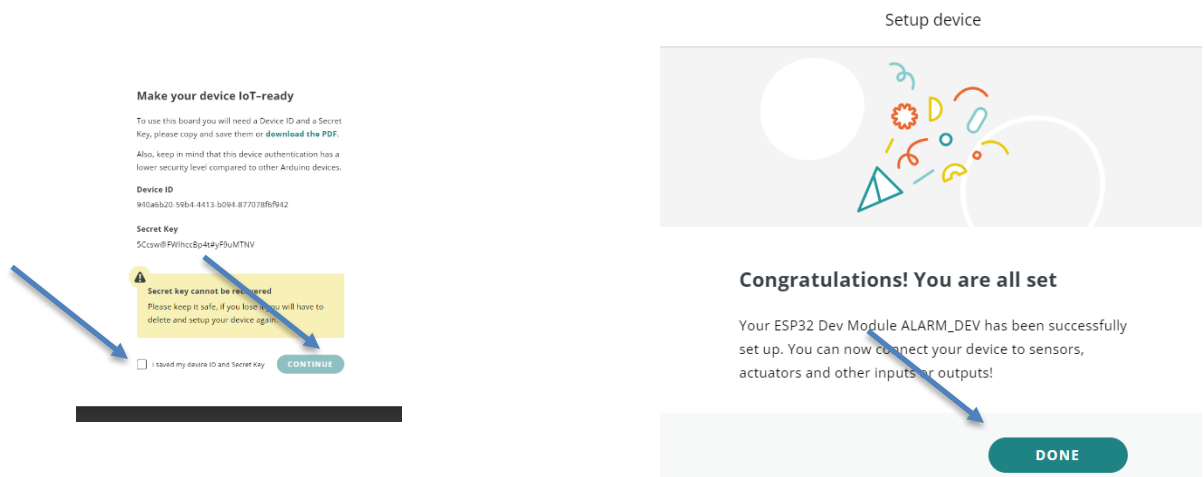 Make your device IoT–ready
To use this board you will need a Device ID and a Secret
Key, please copy and save them or download the PDF.
Also, keep in mind that this device authentication has a
lower security level compared to other Arduino devices.
Device ID
940a6b20-59b4-4413-b094-877078f6f942
Secret Key
5Ccsw@FWIhccBp4t#yF9uMTNV
Secret key cannot be recovered
Please keep it safe, if you lose it you will have to
delete and setup your device again.
I saved my device ID and Secret Key
CONTINUE
Setup device
Congratulations! You are all set
Your ESP32 Dev Module ALARM_DEV has been successfully
set up. You can now connect your device to sensors,
actuators and other inputs or outputs!
DONE